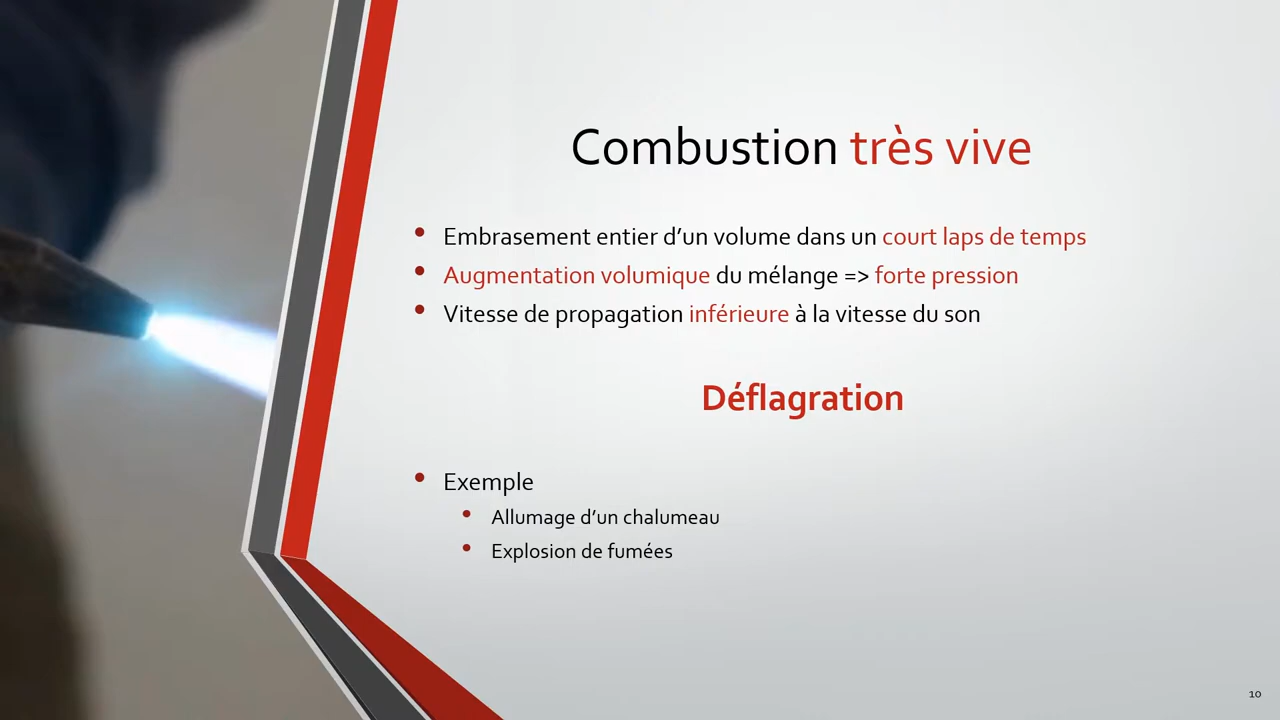 Combustion très vive
• Embrasement entier d’un volume dans un court laps de temps
• Augmentation volumique du mélange => forte pression
• Vitesse de propagation inférieure à la vitesse du son
Déflagration
• Exemple
• Allumage d’un chalumeau
• Explosion de fumées
10